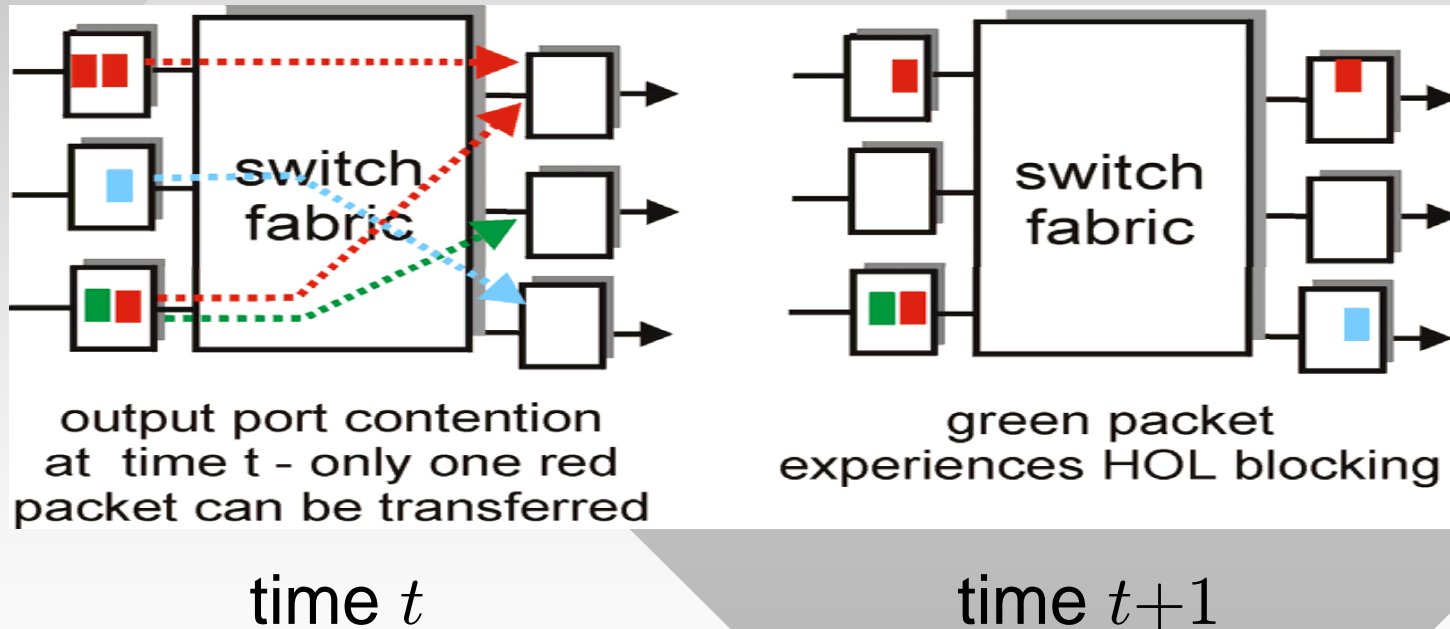 switch
fabric
output port contention
at time t - only one red
packet can be transferred
time t
switch
fabric
green packet
experiences HOL blocking
time t+1